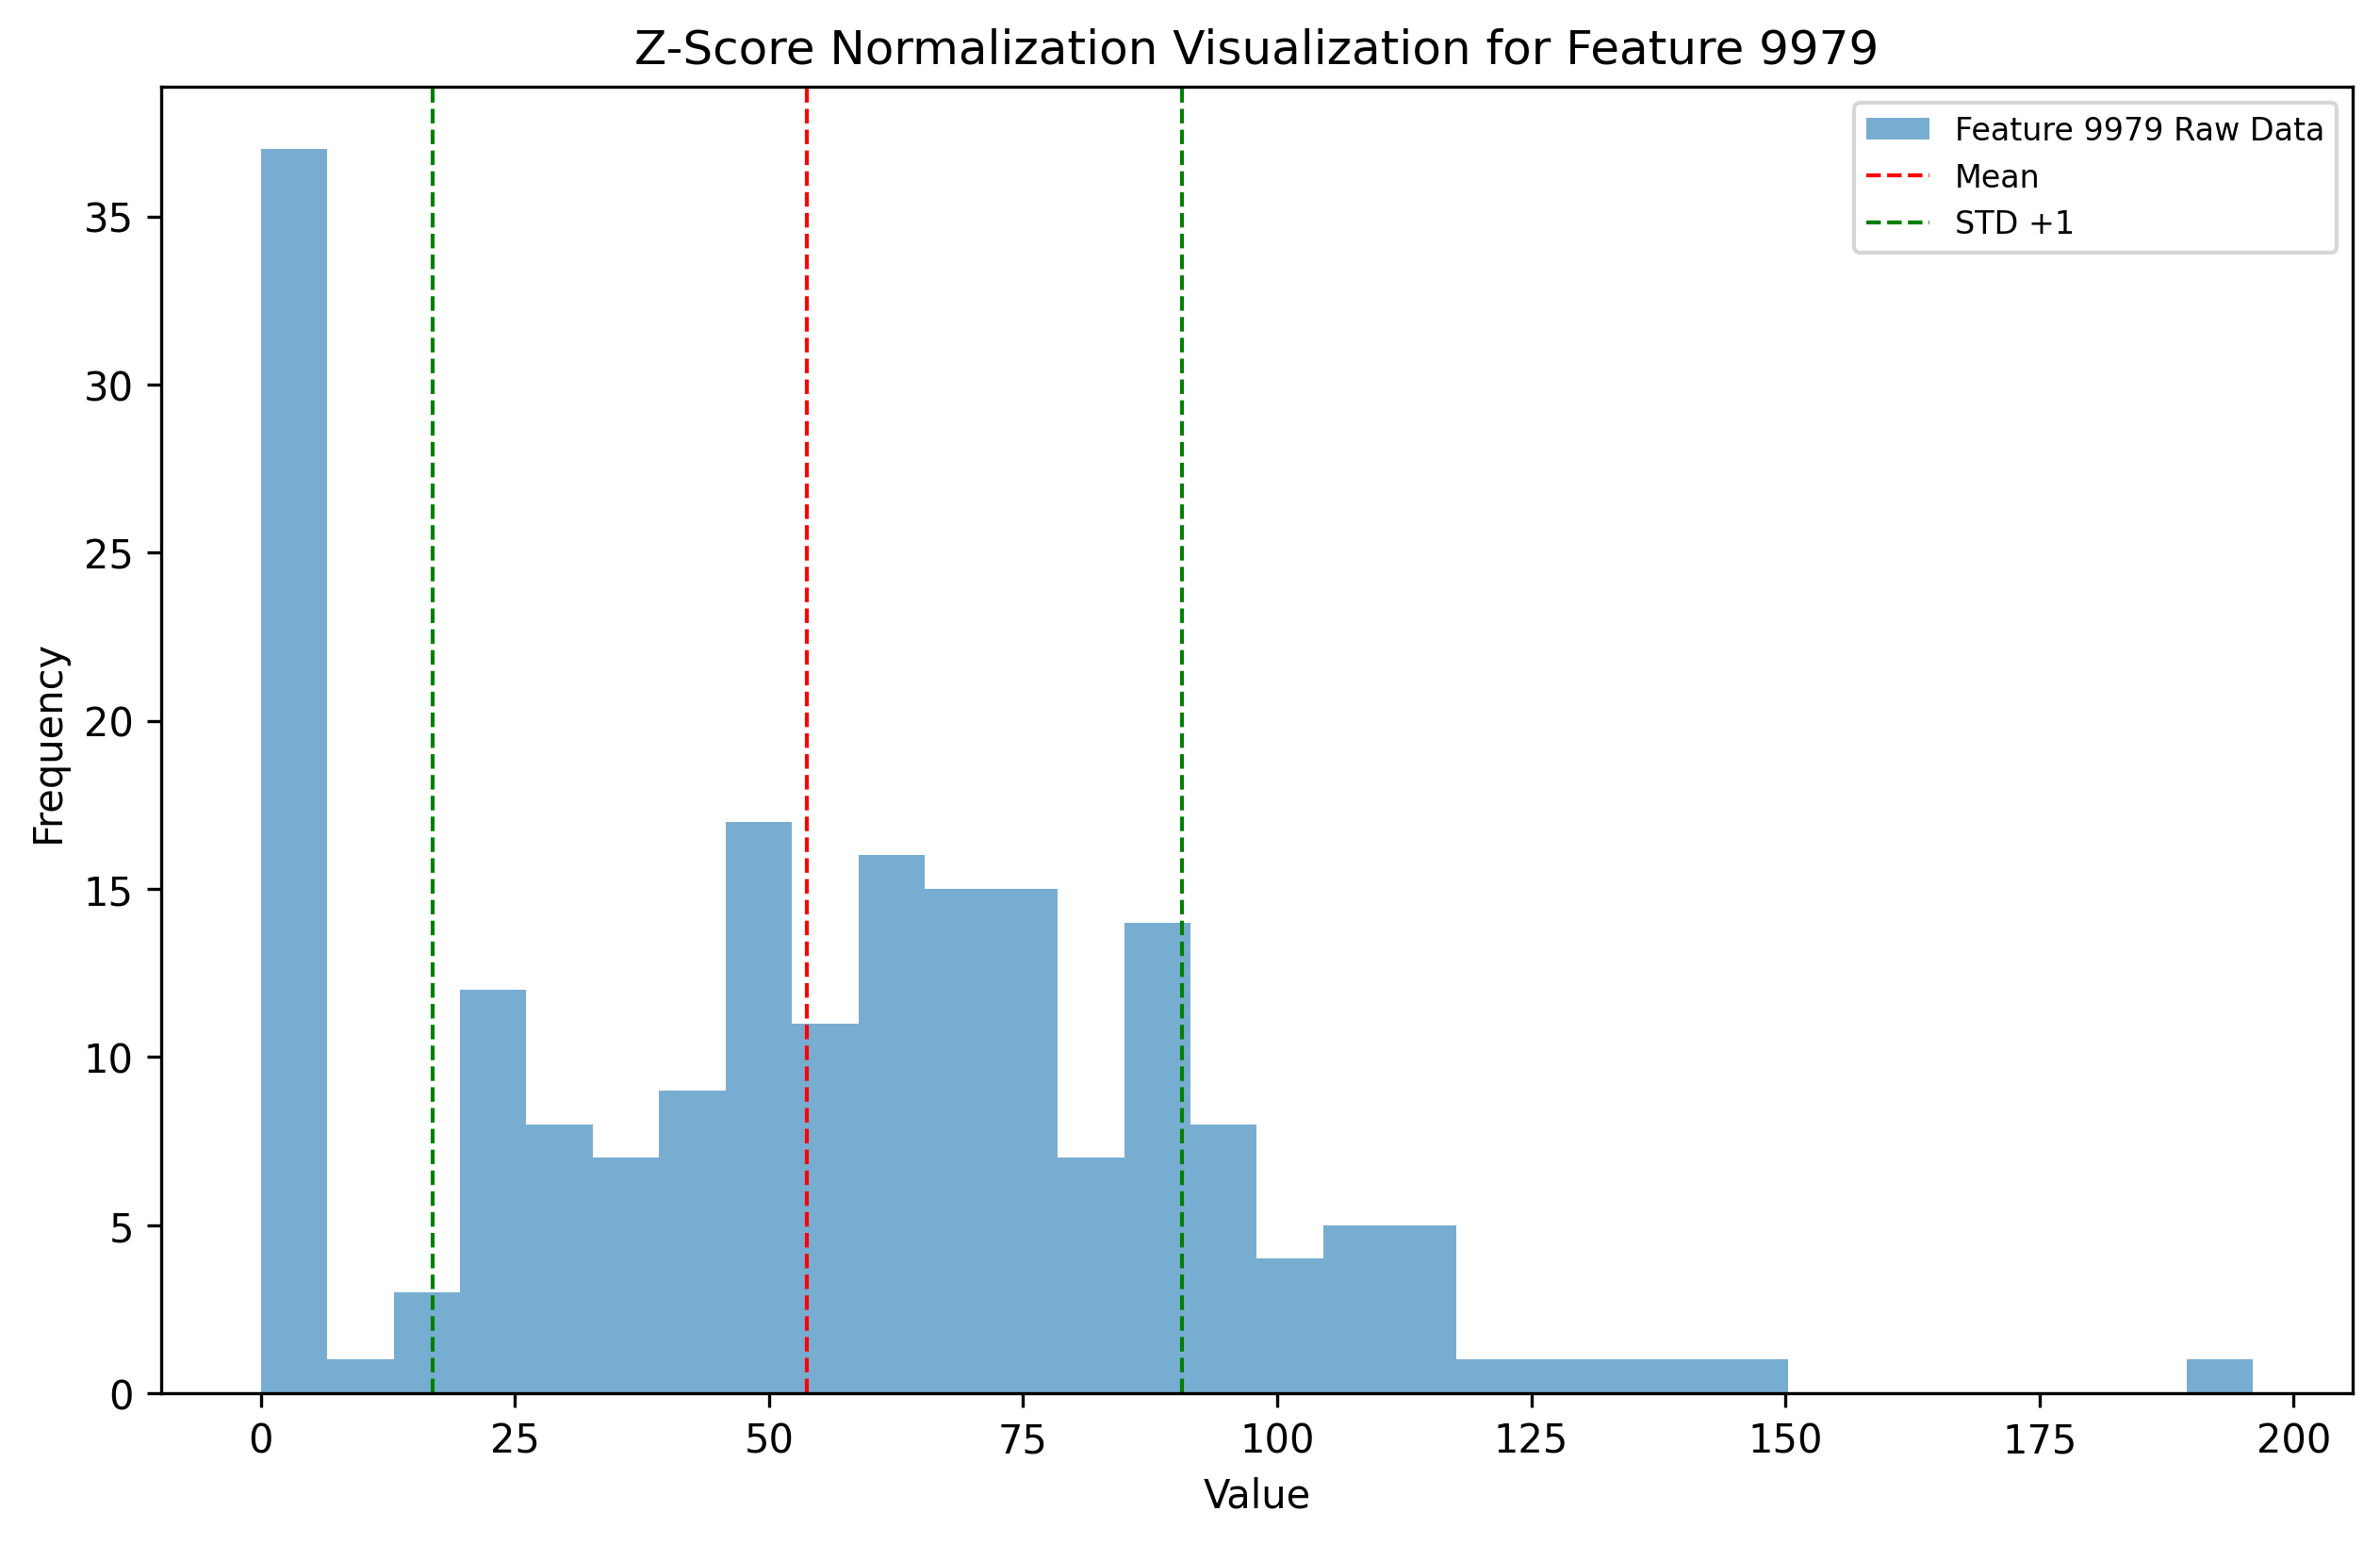 Z-Score Normalization Visualization for Feature 9979
Feature 9979 Raw Data
Mean
STD +1
35
30
25
20
15
10
5
0
Frequency
0 25 50 75 100 125 150 175 200
Value